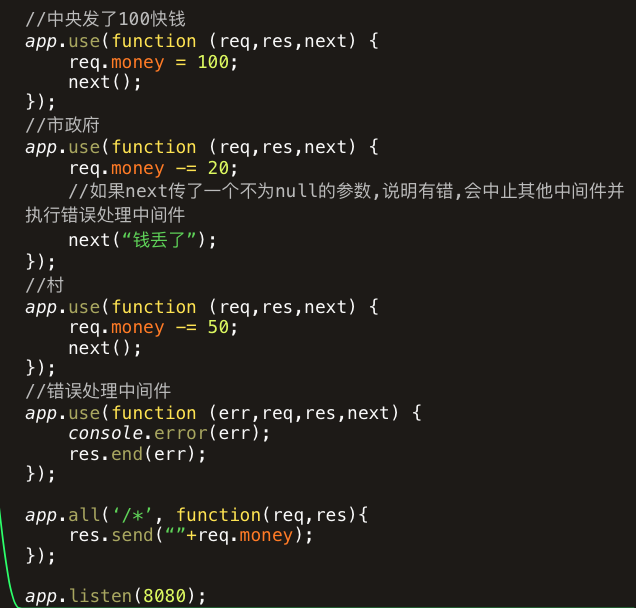 //中央发了100快钱
app.use(function (req,res,next) {
    req.money = 100;
    next();
});
//市政府
app.use(function (req,res,next) {
    req.money -= 20;
    //如果next传了一个不为null的参数,说明有错,会中止其他中间件并
执行错误处理中间件
    next(“钱丢了”);
});
//村
app.use(function (req,res,next) {
    req.money -= 50;
    next();
});
//错误处理中间件
app.use(function (err,req,res,next) {
    console.error(err);
    res.end(err);
});

app.all(‘/*’, function(req,res){
    res.send(“”+req.money);
});

app.listen(8080);